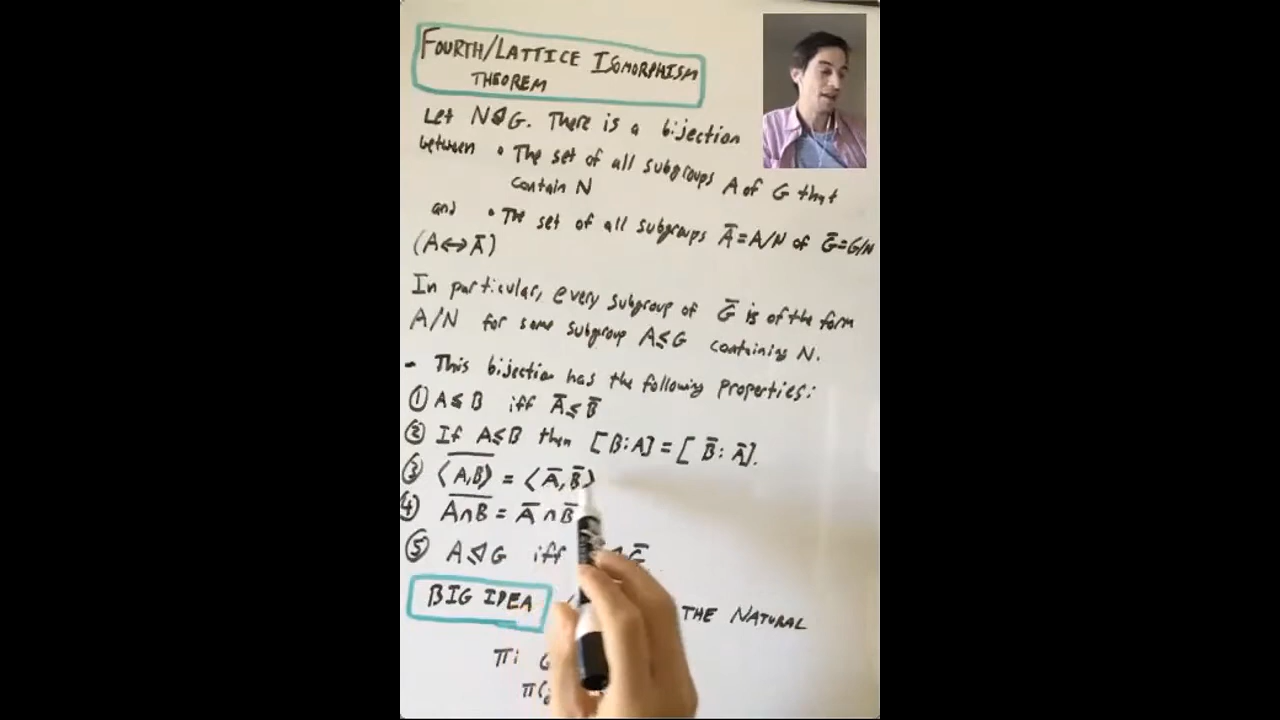 FOURTH/LATTICE ISOMORPHISM
THEOREM
Let N⊴G. There is a bijection
between • The set of all subgroups A of G that
contain N
and • The set of all subgroups Ā=A/N of Ḡ=G/N
(A↔Ā)
In particular, every subgroup of Ḡ is of the form
A/N for some subgroup A≤G containing N.
- This bijection has the following properties:
① A≤B iff Ā≤B̄
② If A≤B then [B:A] = [B̄:Ā].
③ \overline{⟨A,B⟩} = ⟨Ā,B̄⟩
④ \overline{A∩B} = Ā∩B̄
⑤ A⊴G iff ⊴Ḡ
BIG IDEA THE NATURAL
π: G
π(g